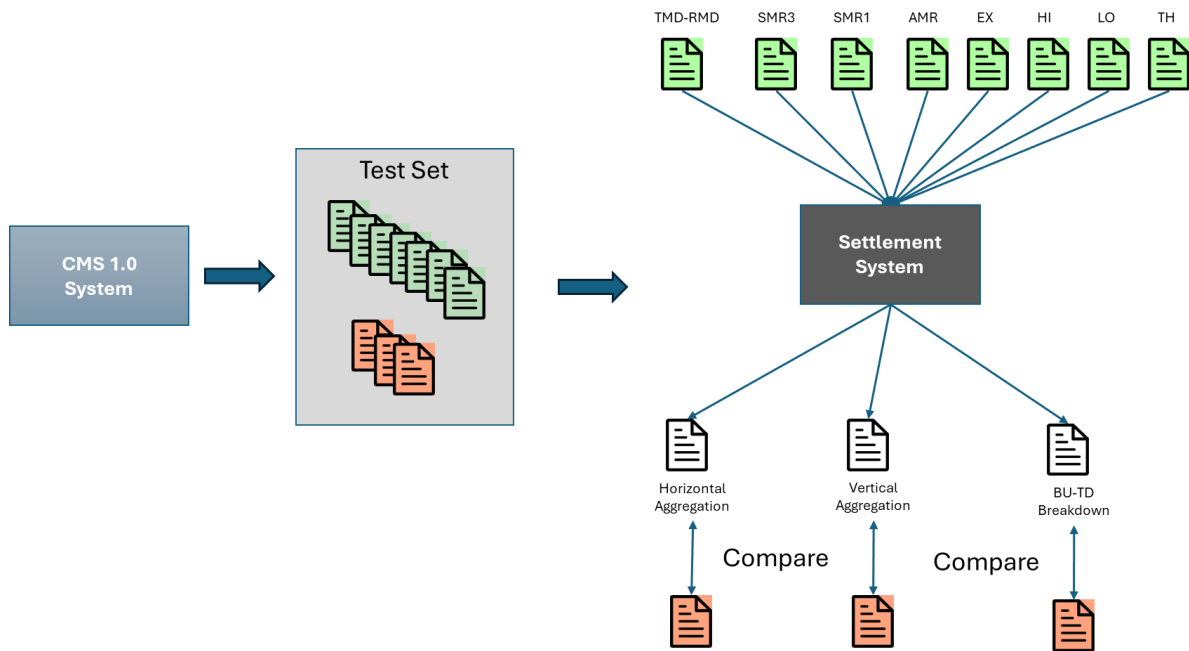 TMD-RMD SMR3 SMR1 AMR EX HI LO TH
Test Set
CMS 1.0
System
Settlement
System
Horizontal
Aggregation
Vertical
Aggregation
BU-TD
Breakdown
Compare
Compare